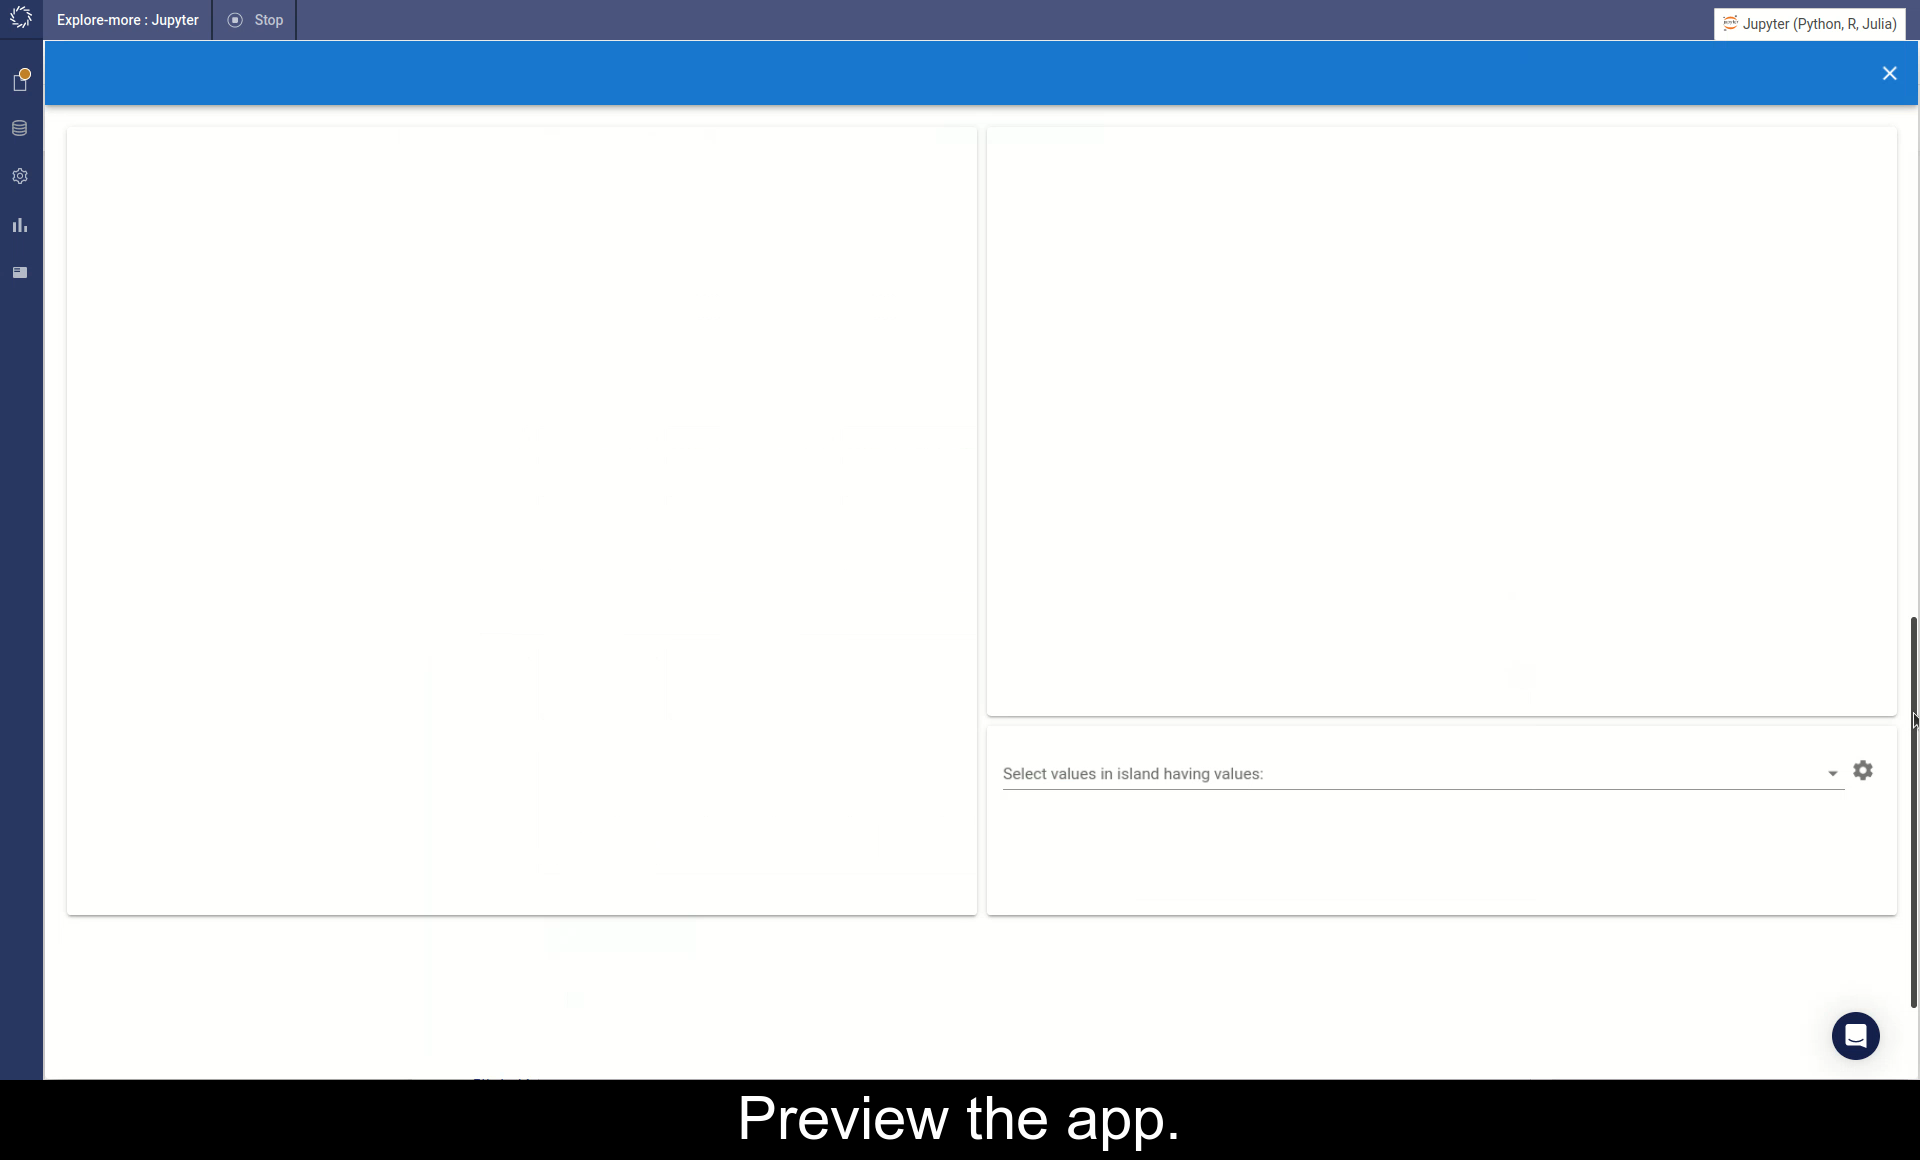 Explore-more : Jupyter
Stop
Jupyter (Python, R, Julia)
Select values in island having values:
Preview the app.